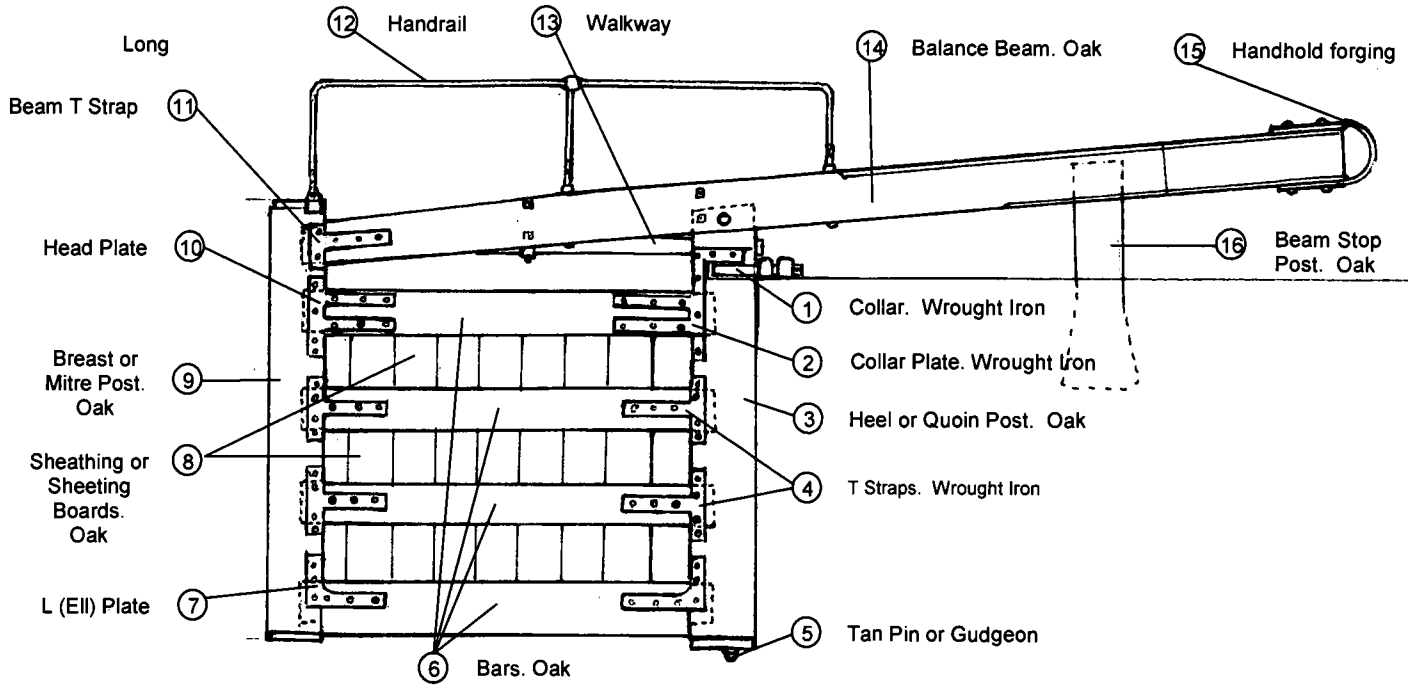 12 Handrail
13 Walkway
Long
14 Balance Beam. Oak
15 Handhold forging
Beam T Strap 11
Head Plate 10
16 Beam Stop
Post. Oak
1 Collar. Wrought Iron
2 Collar Plate. Wrought Iron
Breast or
Mitre Post.
Oak
9
3 Heel or Quoin Post. Oak
Sheathing or
Sheeting
Boards.
Oak
8
4 T Straps. Wrought Iron
L (Ell) Plate 7
5 Tan Pin or Gudgeon
6 Bars. Oak